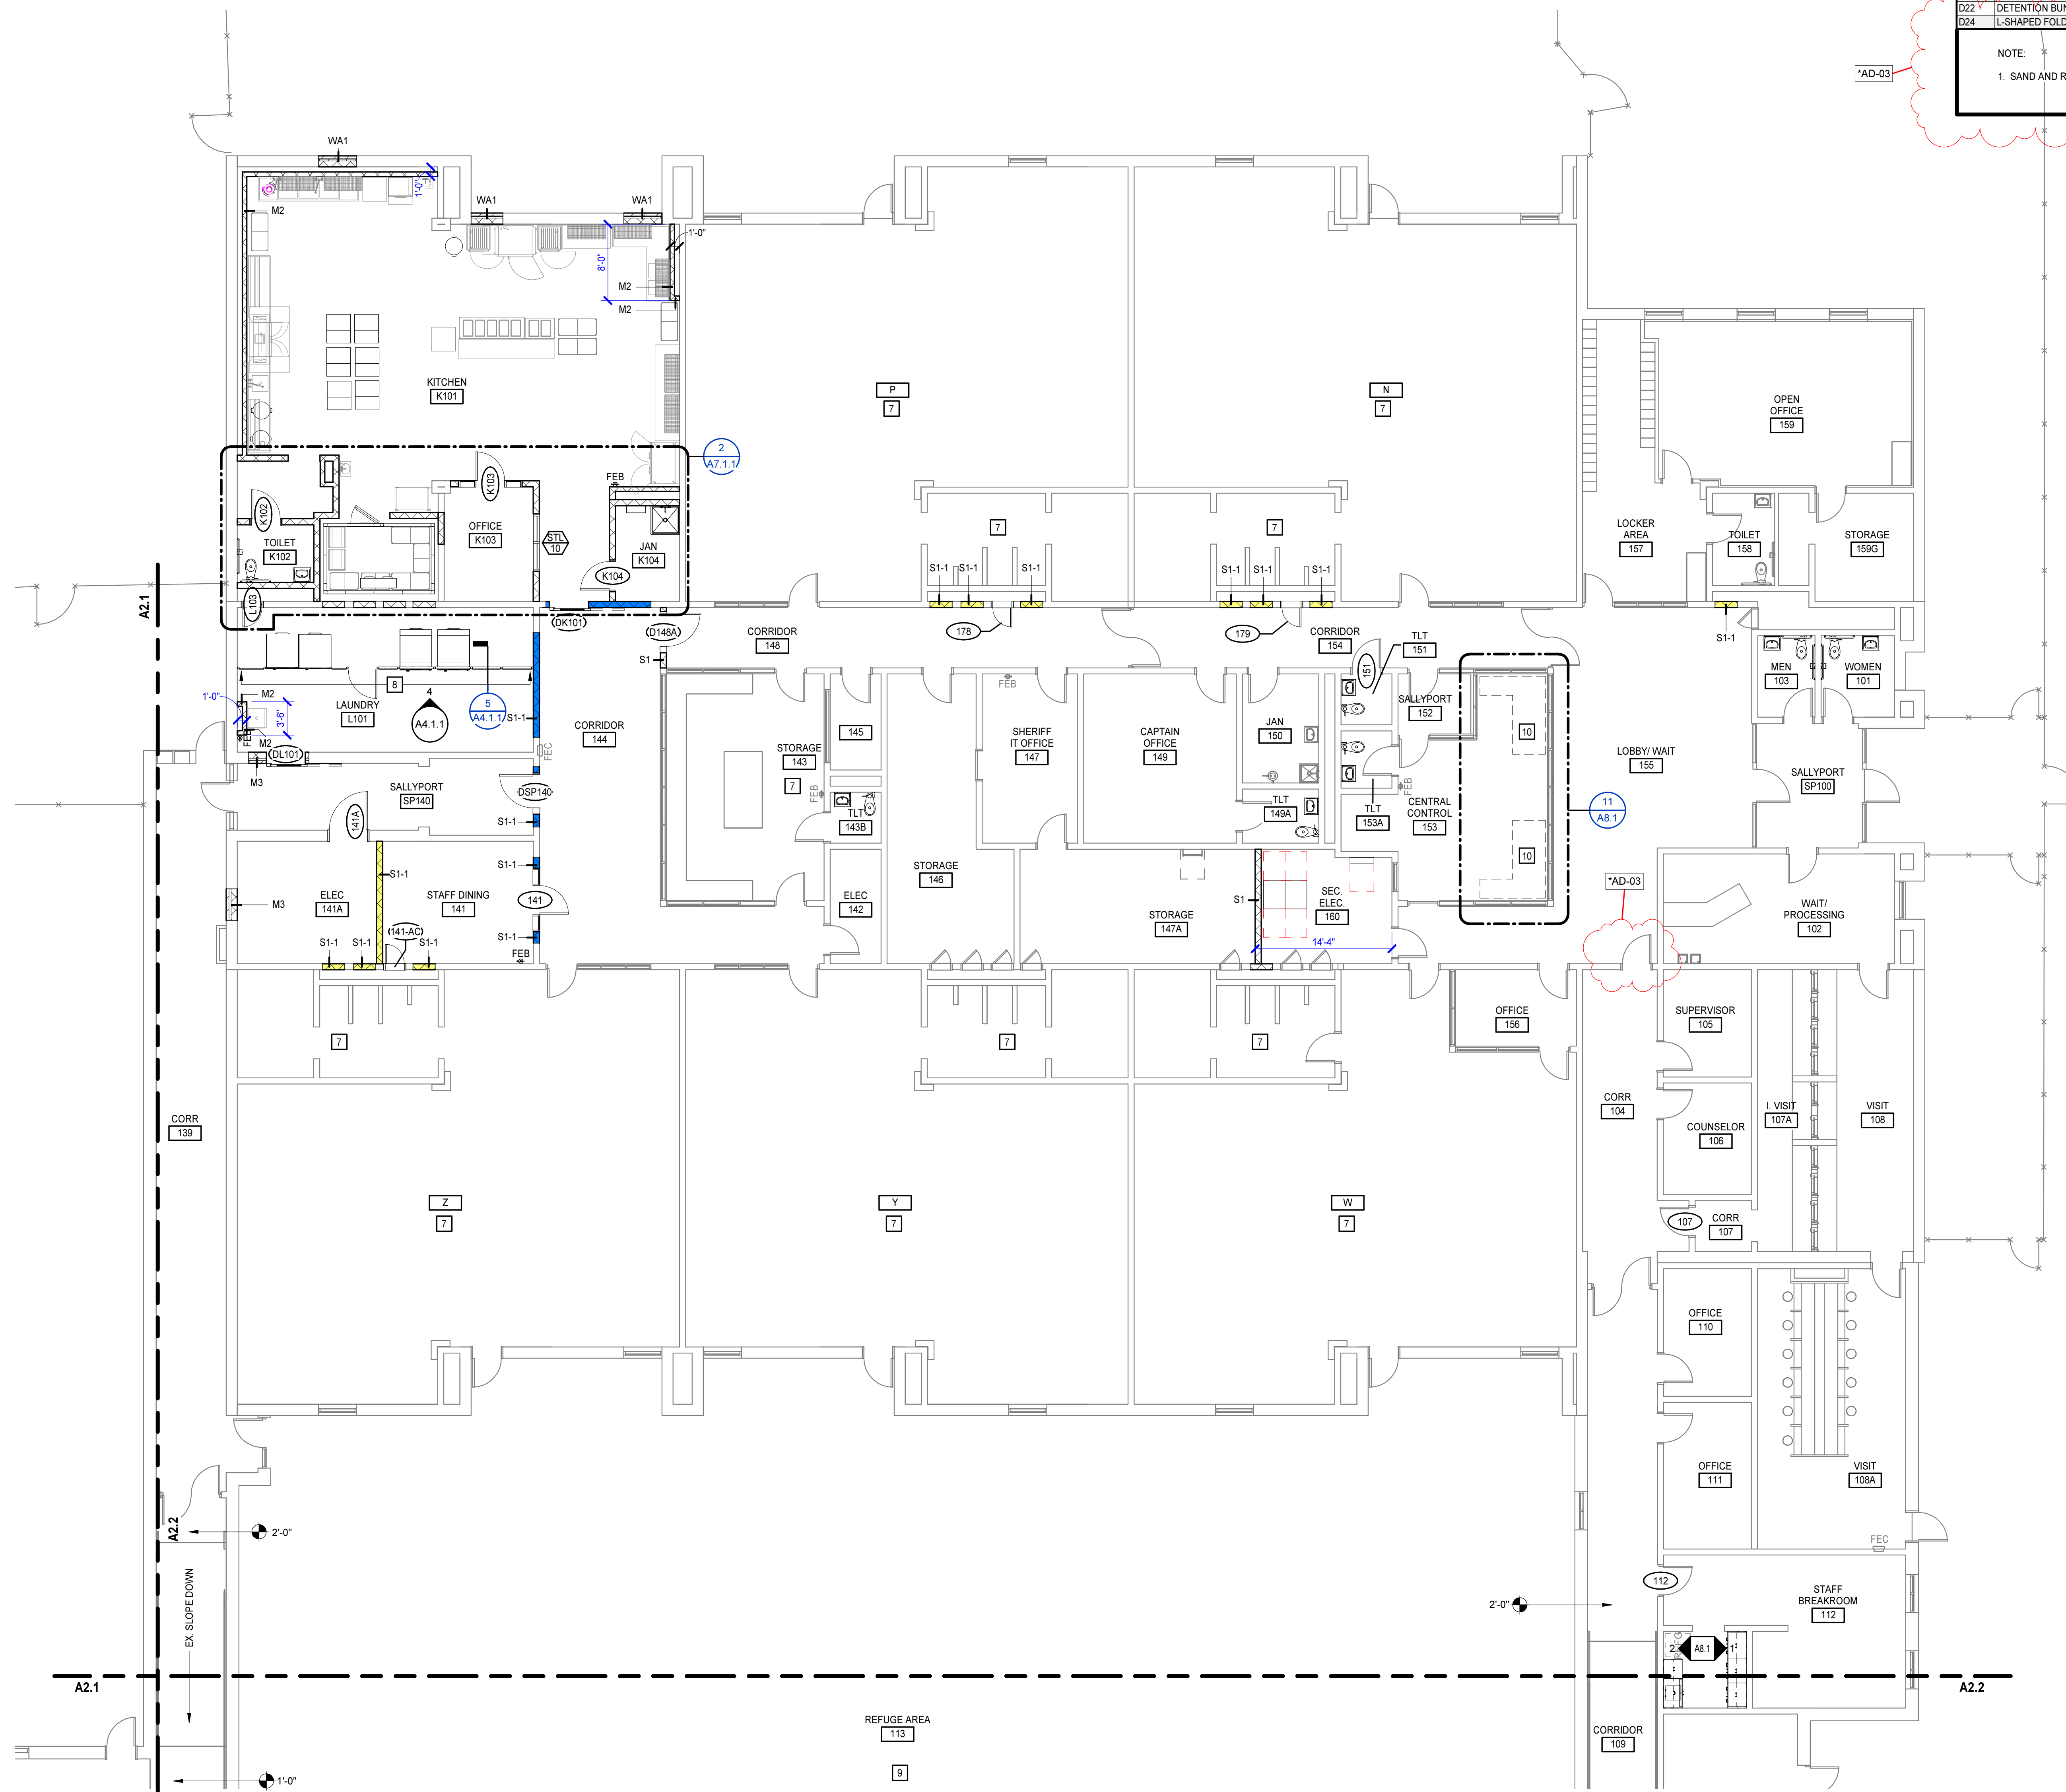 D22 DETENTION BUN
D24 L-SHAPED FOLD
NOTE:
1. SAND AND R
*AD-03
WA1
WA1
WA1
1'-0"
M2
1'-0"
8'-0"
M2
M2
KITCHEN
K101
P
7
N
7
OPEN
OFFICE
159
2
A7.1.1
FEB
K103
K102
OFFICE
K103
STL
10
JAN
K104
K104
TOILET
K102
L103
7
7
LOCKER
AREA
157
TOILET
158
STORAGE
159G
A2.1
S1-1
S1-1
S1-1
S1-1
S1-1
S1-1
S1-1
DK101
D148A
178
179
CORRIDOR
148
CORRIDOR
154
TLT
151
151
S1
FEB
MEN
103
WOMEN
101
8
M2
1'-0"
3'-6"
LAUNDRY
L101
4
A4.1.1
5
A4.1.1
S1-1
M2
DL101
M3
FEC
CORRIDOR
144
STORAGE
143
7
FEB
145
TLT
143B
SHERIFF
IT OFFICE
147
CAPTAIN
OFFICE
149
JAN
150
TLT
149A
SALLYPORT
152
10
LOBBY/ WAIT
155
SALLYPORT
SP100
FEB
TLT
153A
CENTRAL
CONTROL
153
10
11
A8.1
SALLYPORT
SP140
DSP140
141A
S1-1
S1-1
S1-1
ELEC
141A
M3
STAFF DINING
141
141
S1-1
141-AC
S1-1
S1-1
S1-1
FEB
STORAGE
146
ELEC
142
STORAGE
147A
S1
SEC.
ELEC.
160
14'-4"
*AD-03
WAIT/
PROCESSING
102
7
7
7
OFFICE
156
SUPERVISOR
105
CORR
104
COUNSELOR
106
I. VISIT
107A
VISIT
108
CORR
139
Z
7
Y
7
W
7
107
CORR
107
OFFICE
110
OFFICE
111
VISIT
108A
FEC
A2.2
2'-0"
EX. SLOPE DOWN
2'-0"
112
STAFF
BREAKROOM
112
2
A8.1
1
A2.1
A2.2
REFUGE AREA
113
9
CORRIDOR
109
1'-0"